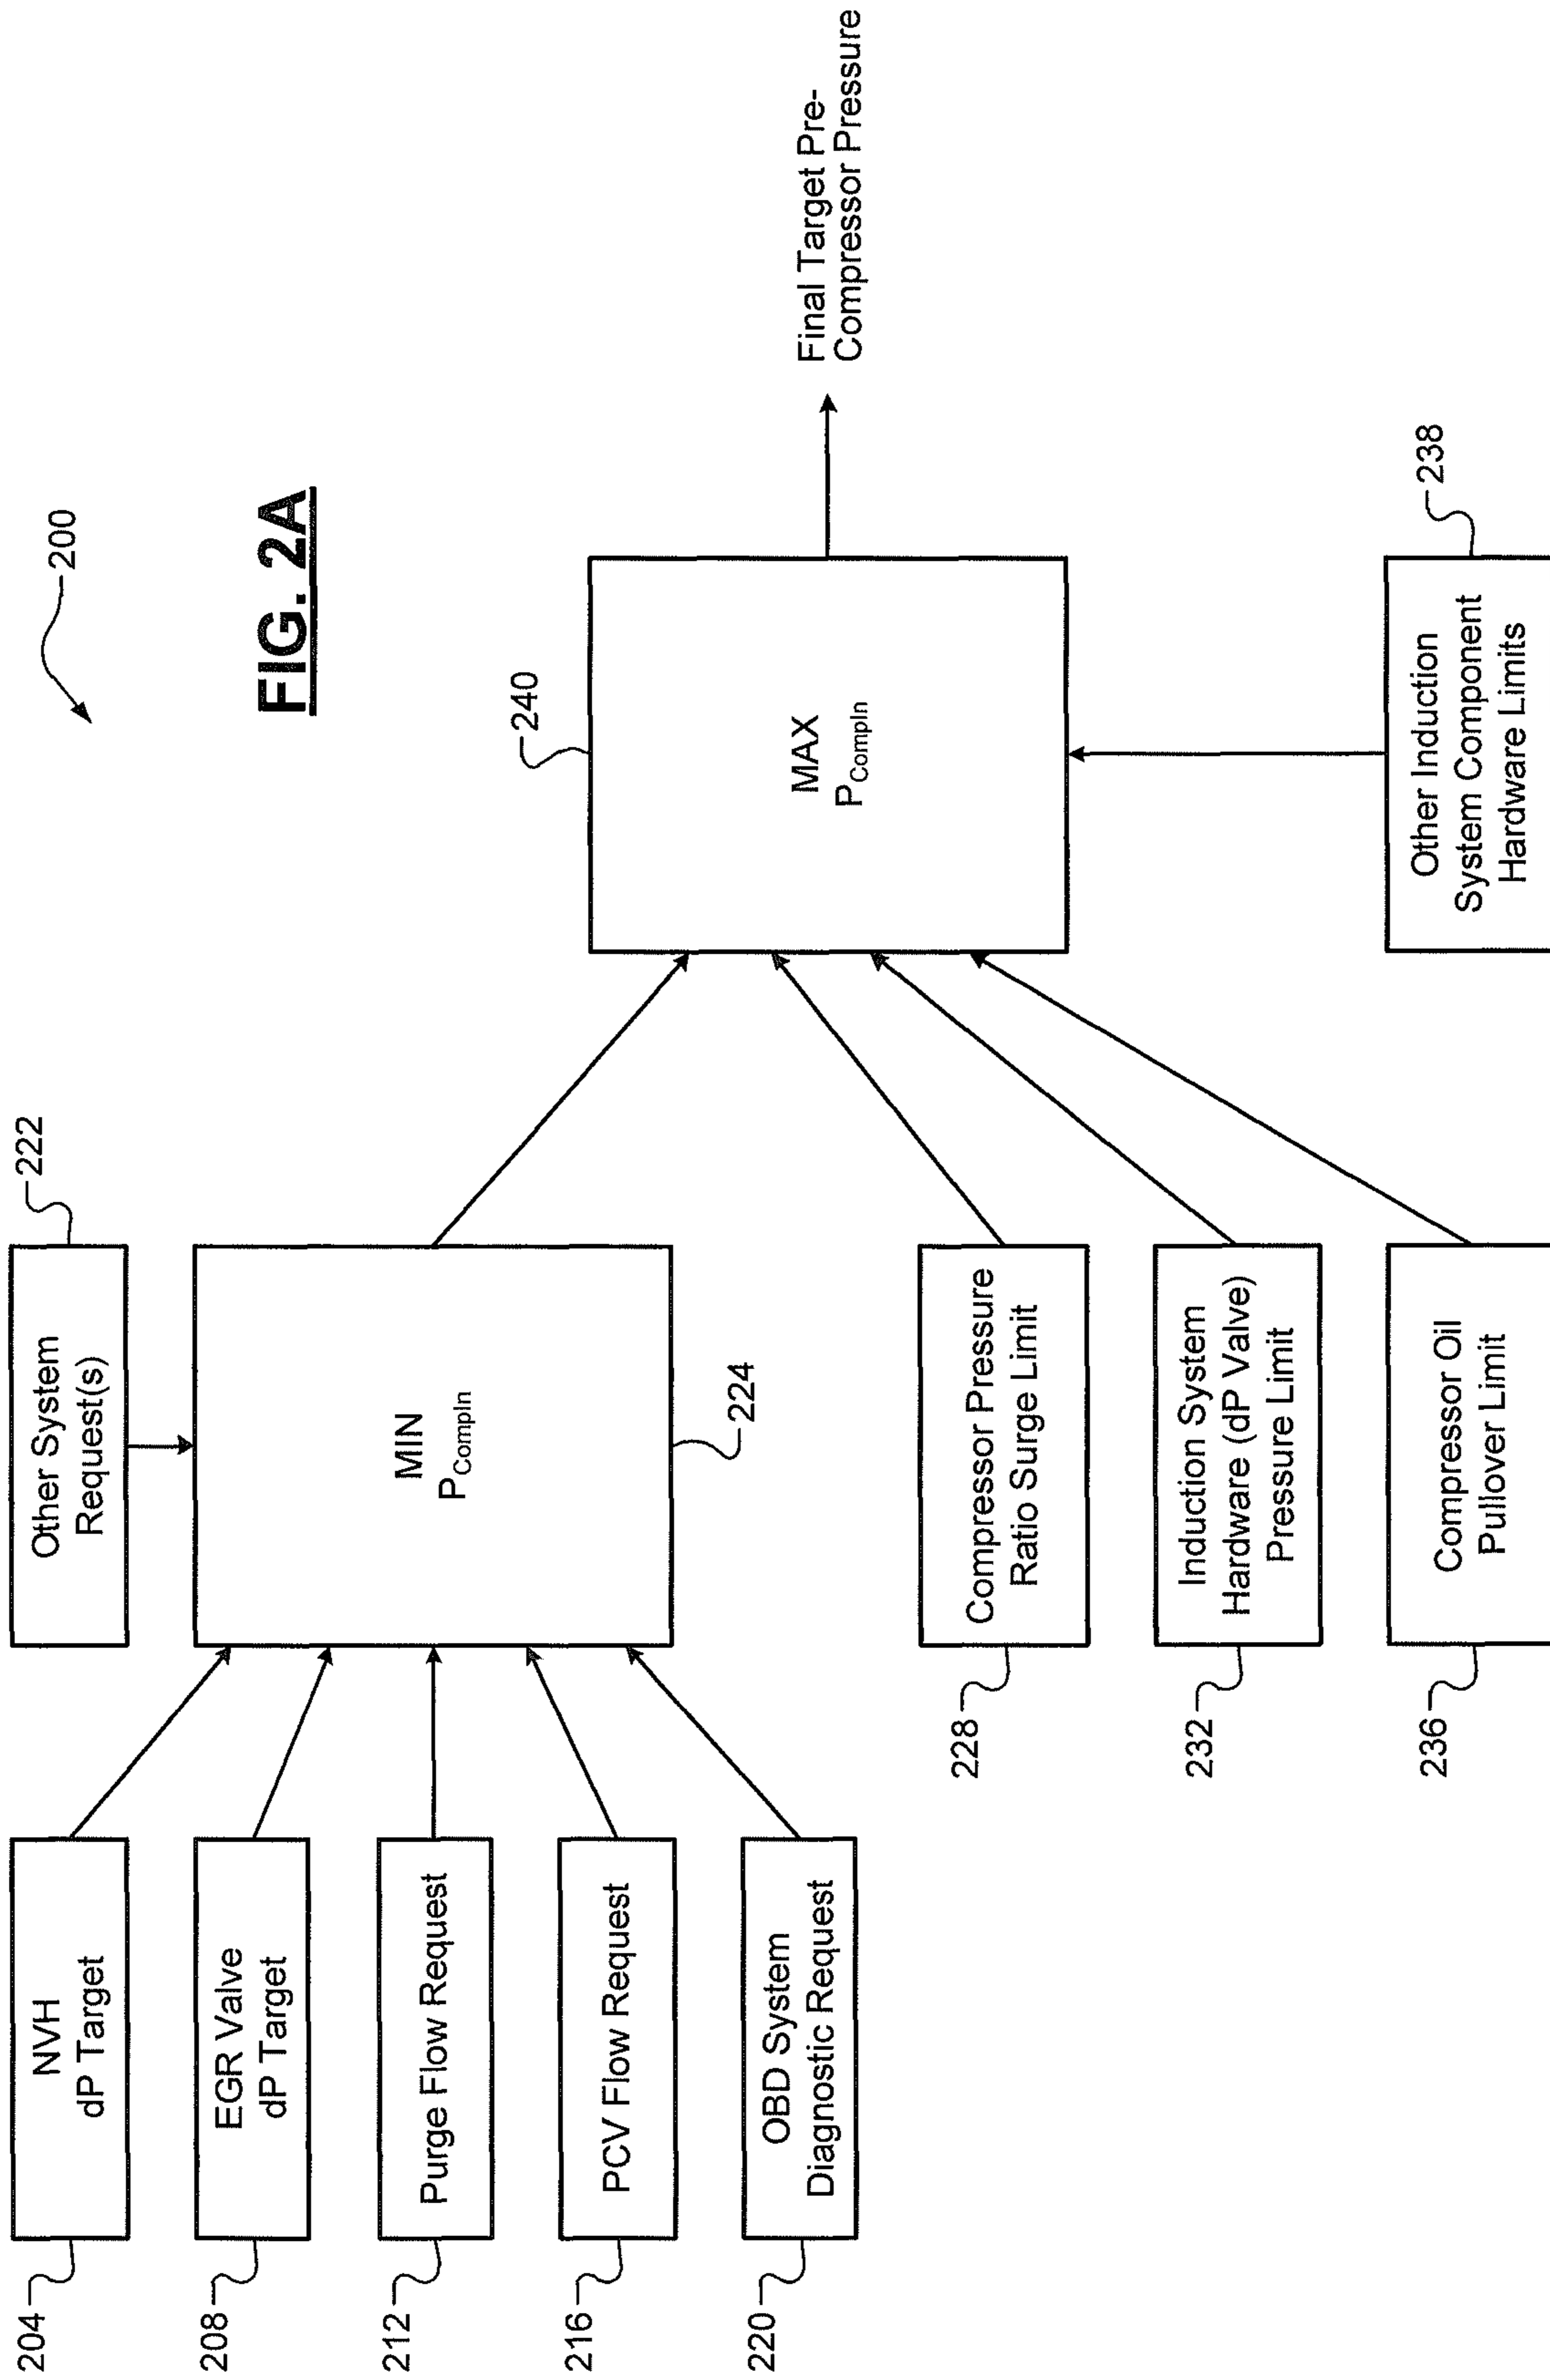 200
FIG. 2A
204
NVH
dP Target
208
EGR Valve
dP Target
212
Purge Flow Request
216
PCV Flow Request
220
OBD System
Diagnostic Request
Other System
Request(s)
222
MIN
PCompIn
224
228
Compressor Pressure
Ratio Surge Limit
232
Induction System
Hardware (dP Valve)
Pressure Limit
236
Compressor Oil
Pullover Limit
240
MAX
PCompIn
238
Other Induction
System Component
Hardware Limits
Final Target Pre-
Compressor Pressure